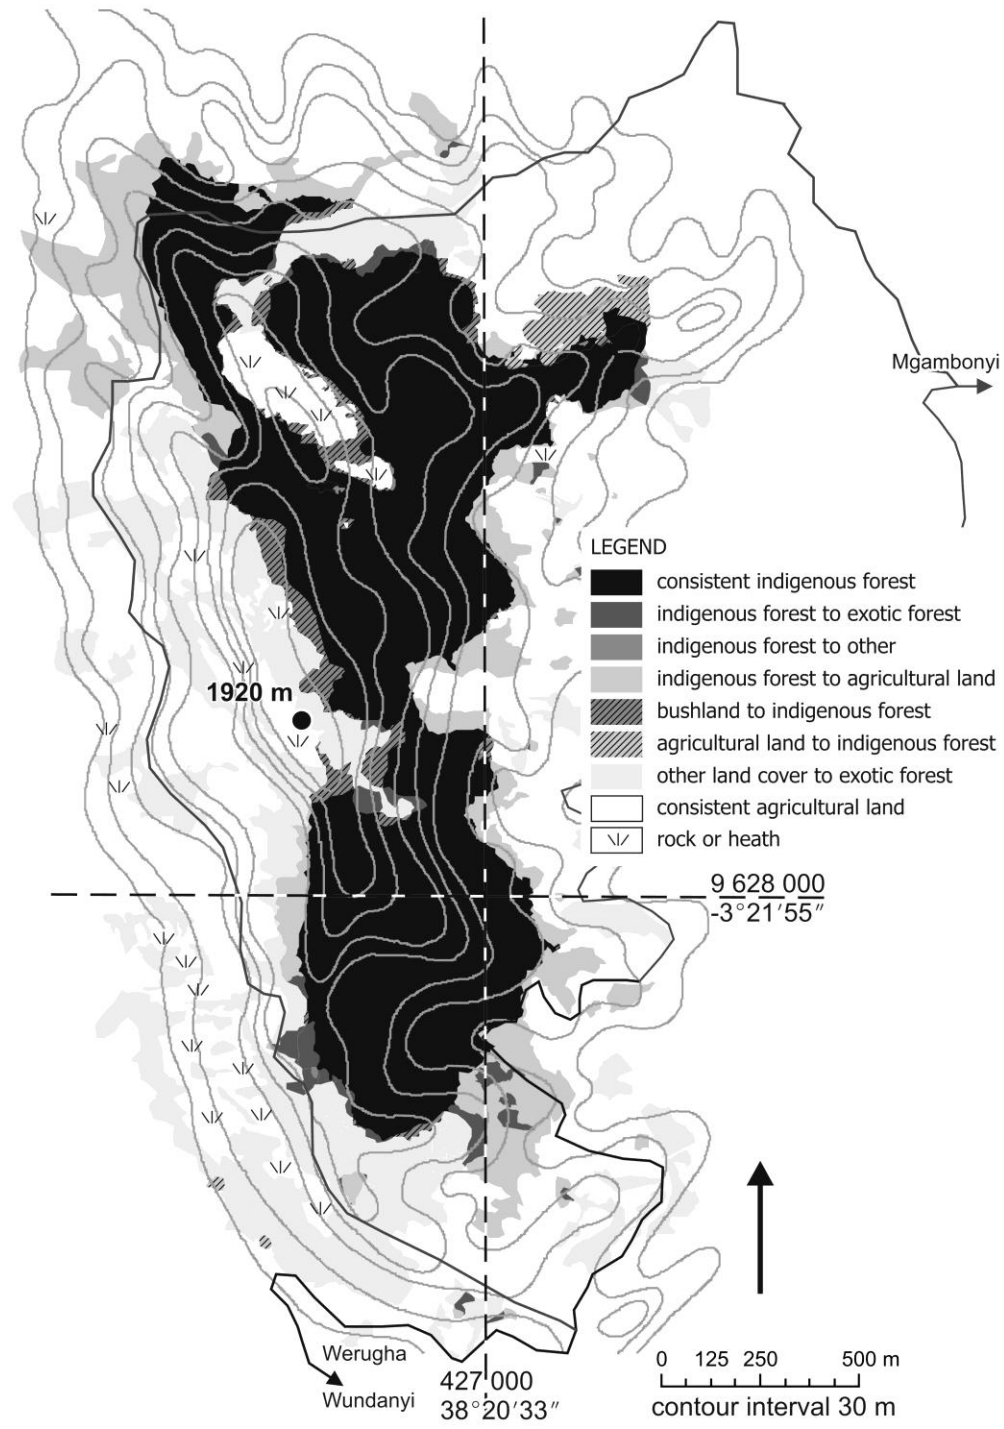 Mgambonyi
LEGEND
consistent indigenous forest
indigenous forest to exotic forest
indigenous forest to other
indigenous forest to agricultural land
bushland to indigenous forest
agricultural land to indigenous forest
other land cover to exotic forest
consistent agricultural land
rock or heath
1920 m
9 628 000
-3°21′55″
Werugha
Wundanyi
427 000
38°20′33″
0 125 250 500 m
contour interval 30 m